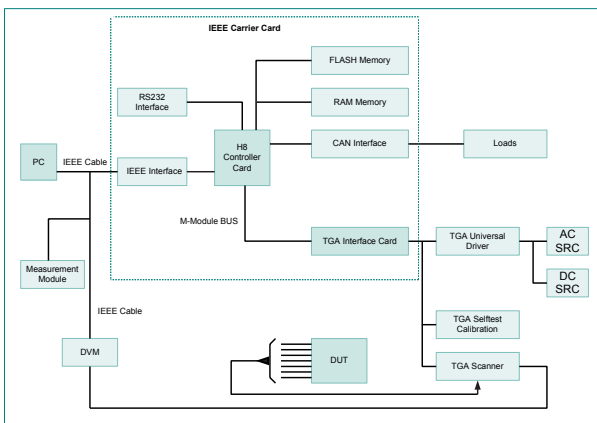 IEEE Carrier Card
FLASH Memory
RS232
Interface
RAM Memory
H8
Controller
Card
CAN Interface
Loads
PC
IEEE Cable
IEEE Interface
M-Module BUS
TGA Interface Card
TGA Universal
Driver
AC
SRC
Measurement
Module
DC
SRC
IEEE Cable
TGA Selftest
Calibration
DVM
DUT
TGA Scanner